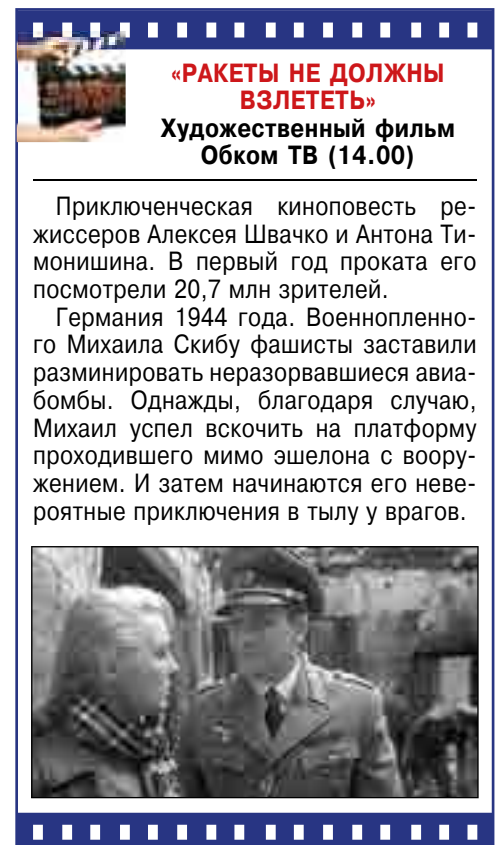 «РАКЕТЫ НЕ ДОЛЖНЫ
ВЗЛЕТЕТЬ»
Художественный фильм
Обком ТВ (14.00)
Приключенческая киноповесть ре-
жиссеров Алексея Швачко и Антона Ти-
монишина. В первый год проката его
посмотрели 20,7 млн зрителей.
Германия 1944 года. Военнопленно-
го Михаила Скибу фашисты заставили
разминировать неразорвавшиеся авиа-
бомбы. Однажды, благодаря случаю,
Михаил успел вскочить на платформу
проходившего мимо эшелона с воору-
жением. И затем начинаются его неве-
роятные приключения в тылу у врагов.